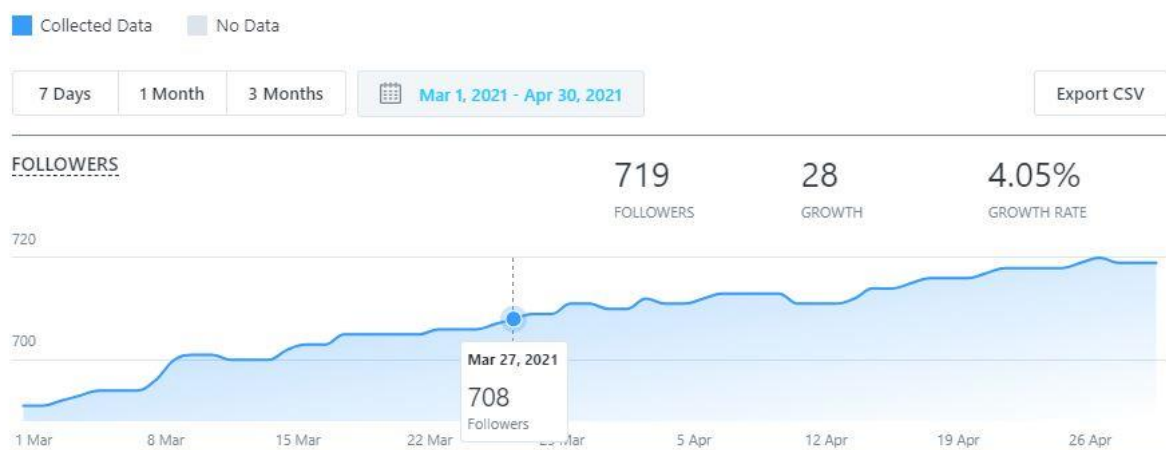 Collected Data No Data
7 Days 1 Month 3 Months Mar 1, 2021 - Apr 30, 2021 Export CSV
FOLLOWERS
719 28 4.05%
FOLLOWERS GROWTH GROWTH RATE
720
700
Mar 27, 2021
708
Followers
1 Mar 8 Mar 15 Mar 22 Mar Mar 5 Apr 12 Apr 19 Apr 26 Apr